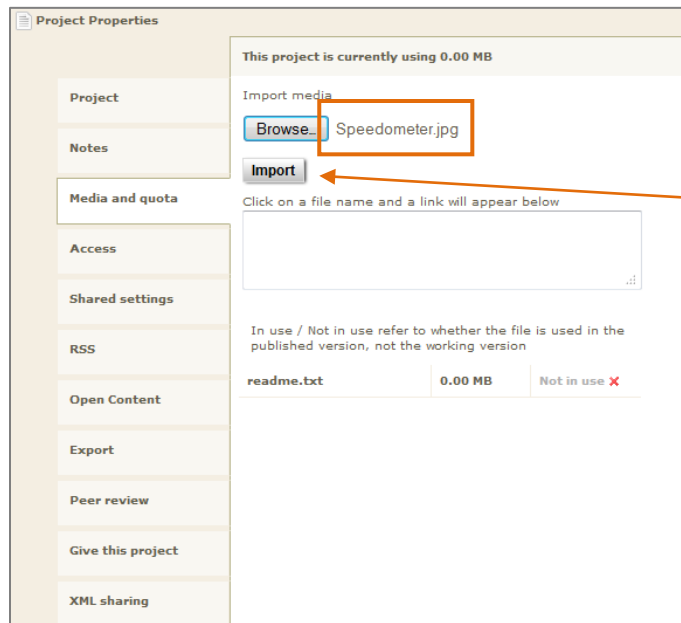 Project Properties
This project is currently using 0.00 MB
Project
Notes
Media and quota
Access
Shared settings
RSS
Open Content
Export
Peer review
Give this project
XML sharing
Import media
Browse... Speedometer.jpg
Import
Click on a file name and a link will appear below
In use / Not in use refer to whether the file is used in the
published version, not the working version
readme.txt 0.00 MB Not in use